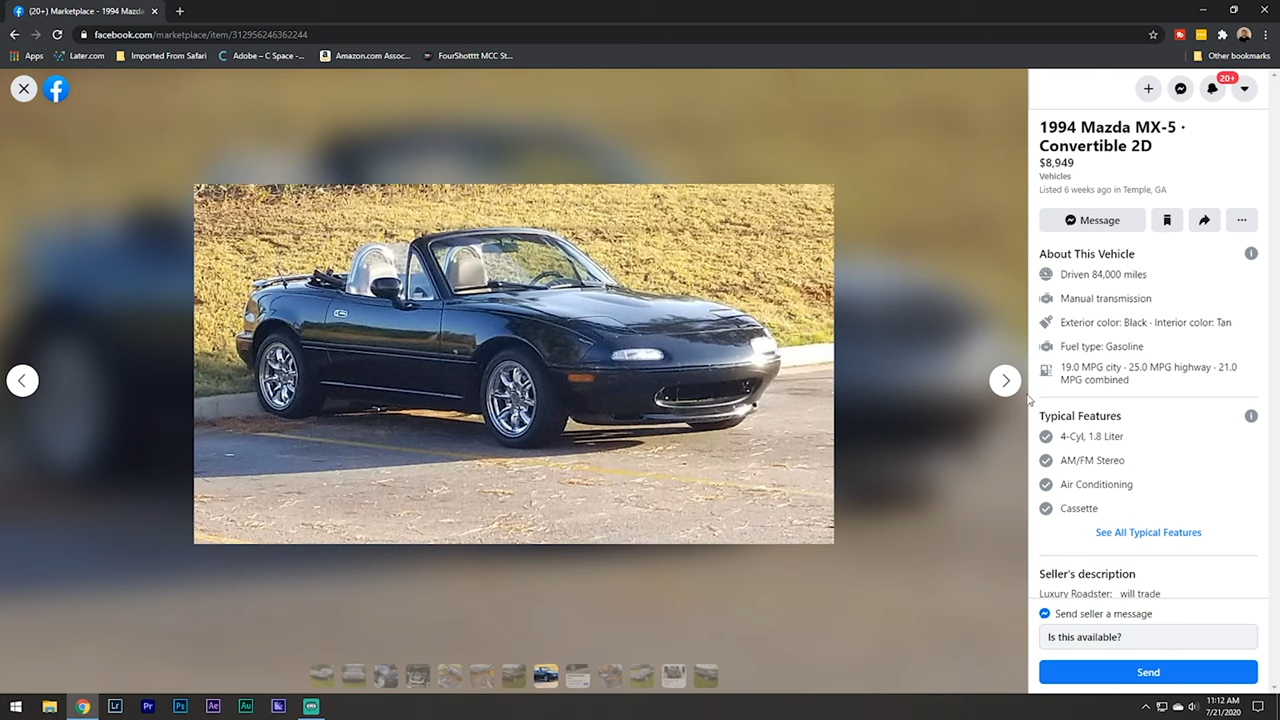 (20+) Marketplace - 1994 Mazda
facebook.com/marketplace/item/312956246362244
Apps
Later.com
Imported From Safari
Adobe – C Space -...
Amazon.com Assoc...
FourShotttt MCC St...
Other bookmarks
20+
1994 Mazda MX-5 ·
Convertible 2D
$8,949
Vehicles
Listed 6 weeks ago in Temple, GA
Message
About This Vehicle
Driven 84,000 miles
Manual transmission
Exterior color: Black · Interior color: Tan
Fuel type: Gasoline
19.0 MPG city · 25.0 MPG highway · 21.0
MPG combined
Typical Features
4-Cyl, 1.8 Liter
AM/FM Stereo
Air Conditioning
Cassette
See All Typical Features
Seller's description
Luxury Roadster: will trade
Send seller a message
Is this available?
Send
Lr
Pr
Ps
Ae
Au
11:12 AM
7/21/2020